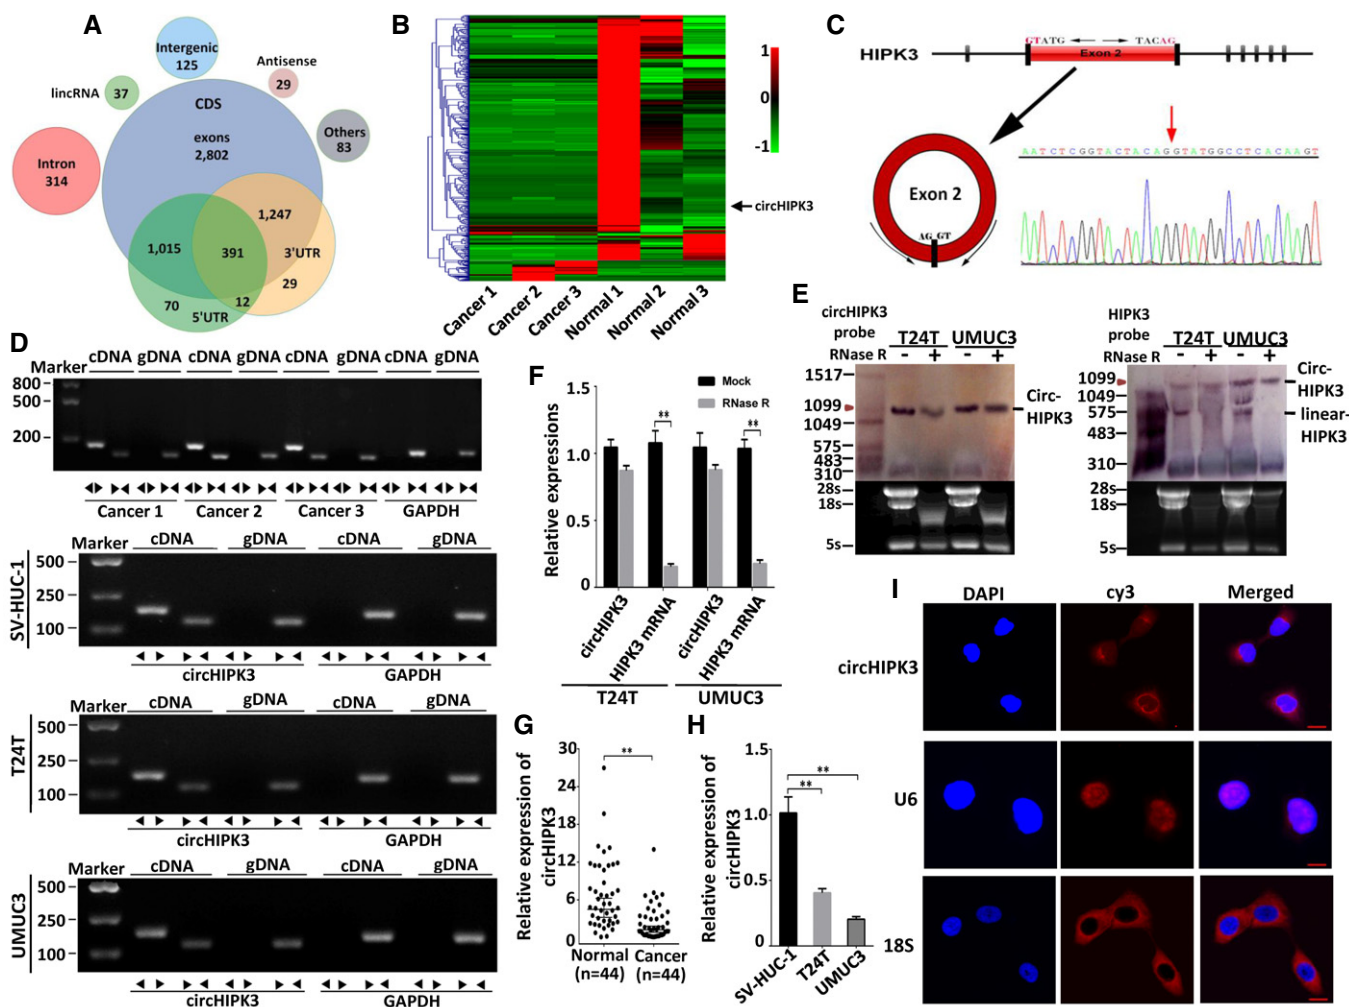 A
Intergenic
125
Antisense
29
lincRNA
37
CDS
exons
2,802
Others
83
Intron
314
1,247
1,015
391
3'UTR
29
70
12
5'UTR
B
1
0
-1
circHIPK3
Cancer 1
Cancer 2
Cancer 3
Normal 1
Normal 2
Normal 3
C
HIPK3
GTATG
TACAG
Exon 2
Exon 2
AG GT
AATCTCGGTACTACAGGTATGGCCTCACAAGT
D
cDNA gDNA cDNA gDNA cDNA gDNA cDNA gDNA
Marker
800
500
200
Cancer 1 Cancer 2 Cancer 3 GAPDH
SV-HUC-1
Marker
cDNA gDNA cDNA gDNA
500
250
100
circHIPK3 GAPDH
T24T
Marker
cDNA gDNA cDNA gDNA
500
250
100
circHIPK3 GAPDH
UMUC3
Marker
cDNA gDNA cDNA gDNA
500
250
100
circHIPK3 GAPDH
E
circHIPK3
probe
T24T UMUC3
RNase R - + - +
1517
1099
1049
575
483
310
Circ-
HIPK3
28s
18s
5s
HIPK3
probe
T24T UMUC3
RNase R - + - +
1099
1049
575
483
310
Circ-
HIPK3
linear-
HIPK3
28s
18s
5s
F
Relative expressions
1.5
1.0
0.5
0
Mock
RNase R
**
**
circHIPK3
HIPK3 mRNA
circHIPK3
HIPK3 mRNA
T24T UMUC3
G
Relative expression of
circHIPK3
30
24
18
12
6
0
**
Normal
(n=44)
Cancer
(n=44)
H
Relative expression of
circHIPK3
1.5
1.0
0.5
0
**
**
SV-HUC-1
T24T
UMUC3
I
DAPI cy3 Merged
circHIPK3
U6
18S